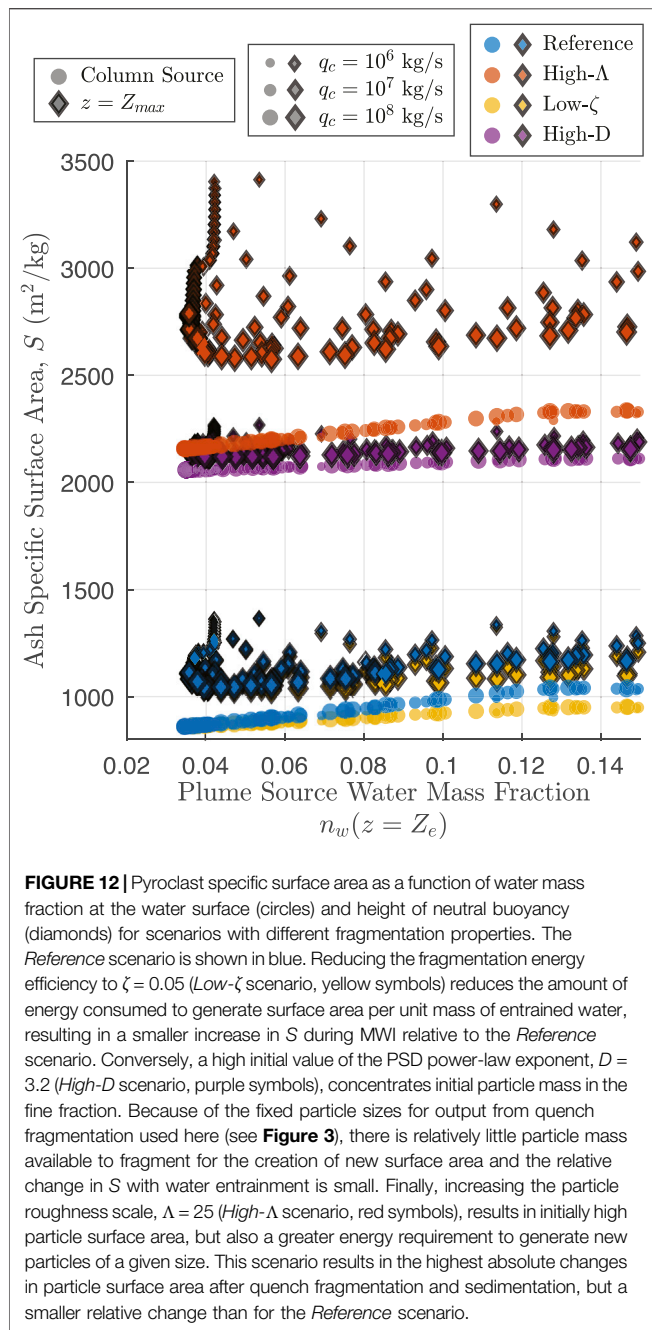 Column Source
z = Zmax
qc = 10^6 kg/s
qc = 10^7 kg/s
qc = 10^8 kg/s
Reference
High-Λ
Low-ζ
High-D
Ash Specific Surface Area, S (m²/kg)
3500
3000
2500
2000
1500
1000
0.02
0.04
0.06
0.08
0.1
0.12
0.14
Plume Source Water Mass Fraction
nw(z = Ze)
FIGURE 12 | Pyroclast specific surface area as a function of water mass
fraction at the water surface (circles) and height of neutral buoyancy
(diamonds) for scenarios with different fragmentation properties. The
Reference scenario is shown in blue. Reducing the fragmentation energy
efficiency to ζ = 0.05 (Low-ζ scenario, yellow symbols) reduces the amount of
energy consumed to generate surface area per unit mass of entrained water,
resulting in a smaller increase in S during MWI relative to the Reference
scenario. Conversely, a high initial value of the PSD power-law exponent, D =
3.2 (High-D scenario, purple symbols), concentrates initial particle mass in the
fine fraction. Because of the fixed particle sizes for output from quench
fragmentation used here (see Figure 3), there is relatively little particle mass
available to fragment for the creation of new surface area and the relative
change in S with water entrainment is small. Finally, increasing the particle
roughness scale, Λ = 25 (High-Λ scenario, red symbols), results in initially high
particle surface area, but also a greater energy requirement to generate new
particles of a given size. This scenario results in the highest absolute changes
in particle surface area after quench fragmentation and sedimentation, but a
smaller relative change than for the Reference scenario.